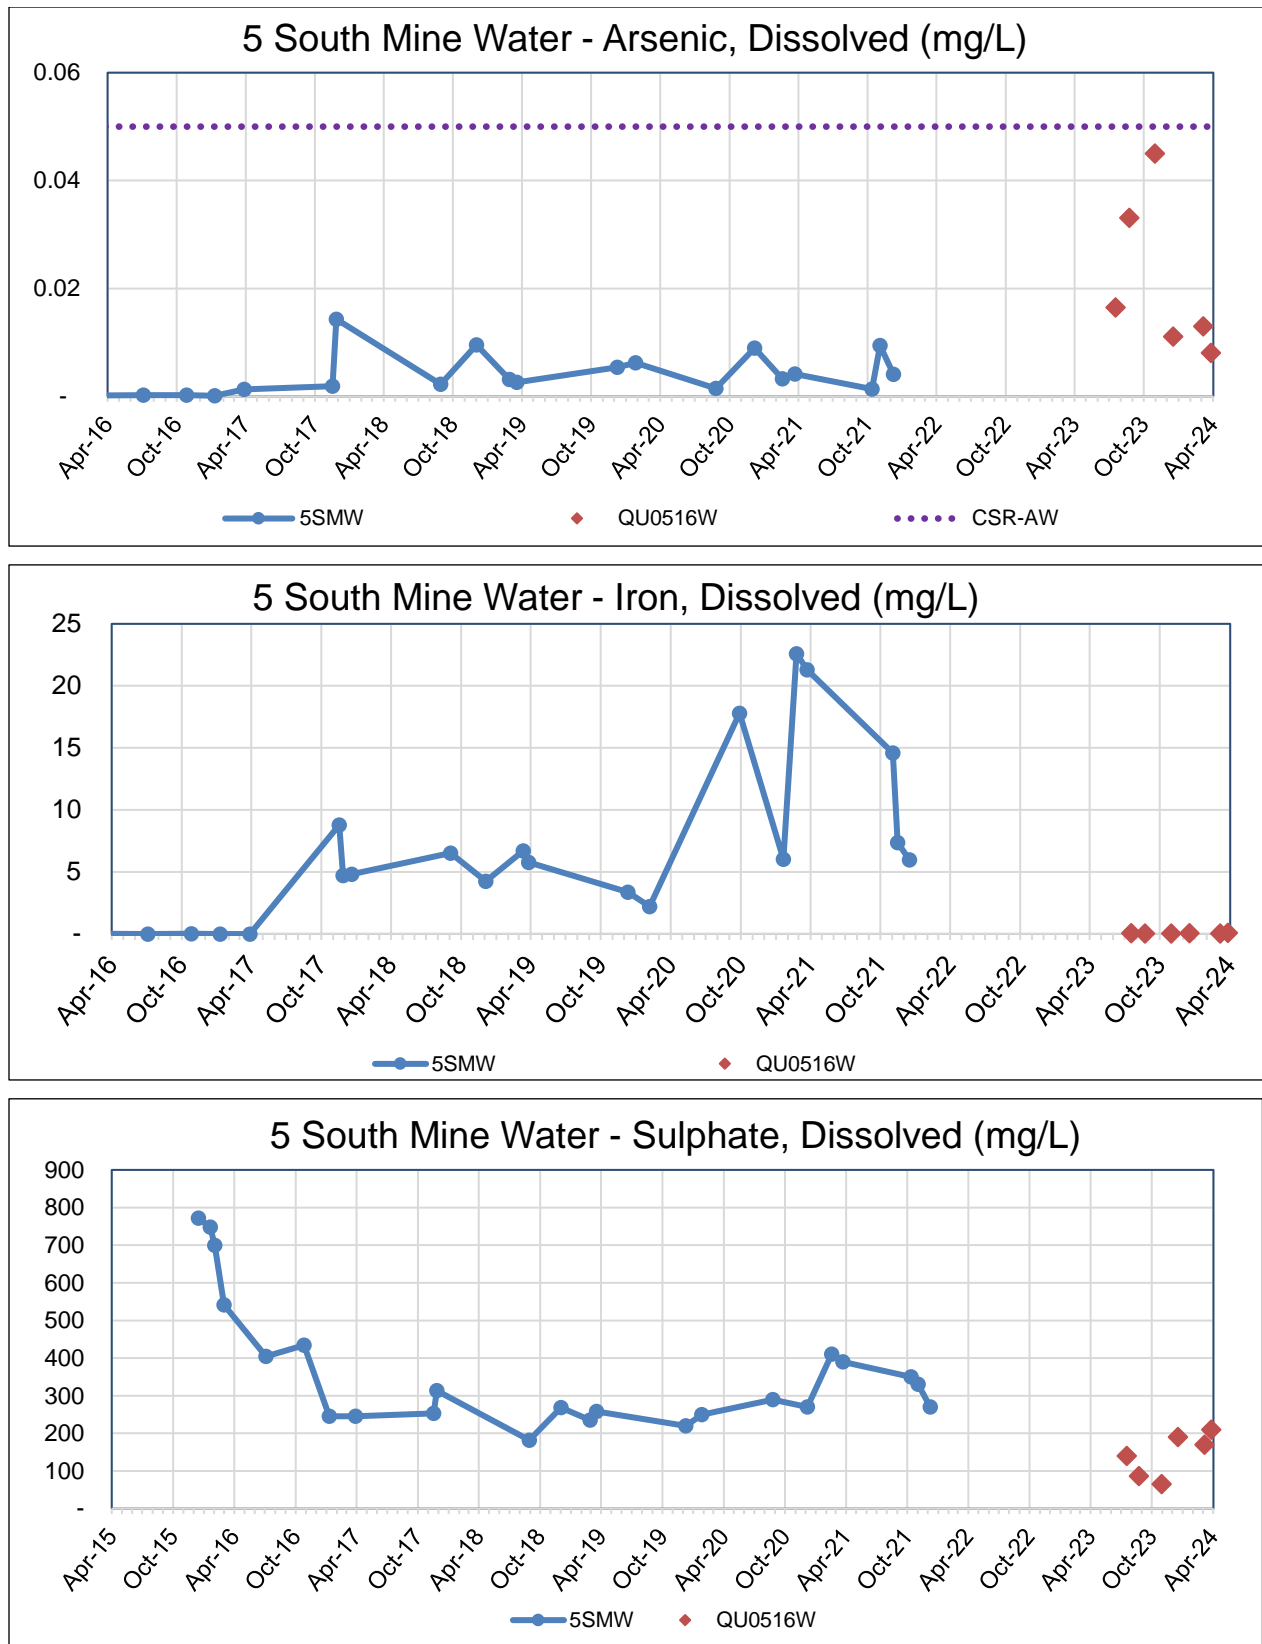 5 South Mine Water - Arsenic, Dissolved (mg/L)
0.06
0.04
0.02
-
Apr-16 Oct-16 Apr-17 Oct-17 Apr-18 Oct-18 Apr-19 Oct-19 Apr-20 Oct-20 Apr-21 Oct-21 Apr-22 Oct-22 Apr-23 Oct-23 Apr-24
5SMW QU0516W CSR-AW
5 South Mine Water - Iron, Dissolved (mg/L)
25
20
15
10
5
-
Apr-16 Oct-16 Apr-17 Oct-17 Apr-18 Oct-18 Apr-19 Oct-19 Apr-20 Oct-20 Apr-21 Oct-21 Apr-22 Oct-22 Apr-23 Oct-23 Apr-24
5SMW QU0516W
5 South Mine Water - Sulphate, Dissolved (mg/L)
900
800
700
600
500
400
300
200
100
-
Apr-15 Oct-15 Apr-16 Oct-16 Apr-17 Oct-17 Apr-18 Oct-18 Apr-19 Oct-19 Apr-20 Oct-20 Apr-21 Oct-21 Apr-22 Oct-22 Apr-23 Oct-23 Apr-24
5SMW QU0516W